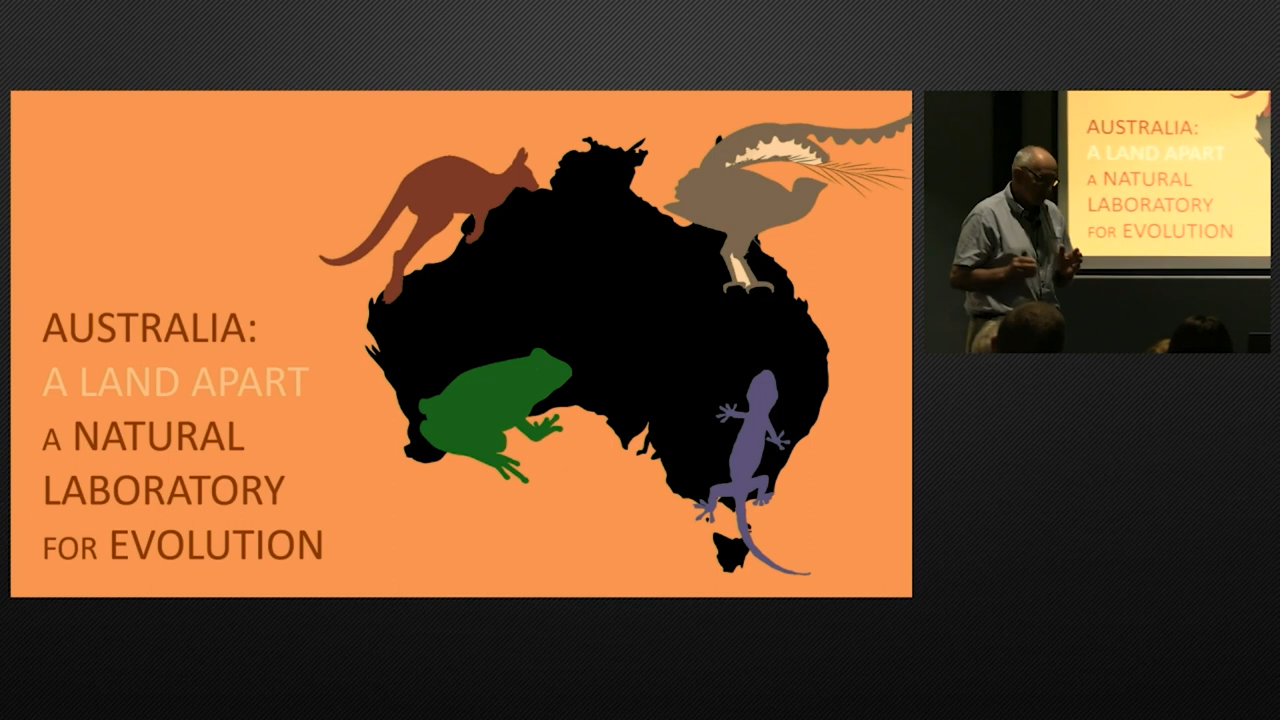 AUSTRALIA:
A LAND APART
A NATURAL
LABORATORY
FOR EVOLUTION
AUSTRALIA:
A LAND APART
A NATURAL
LABORATORY
FOR EVOLUTION